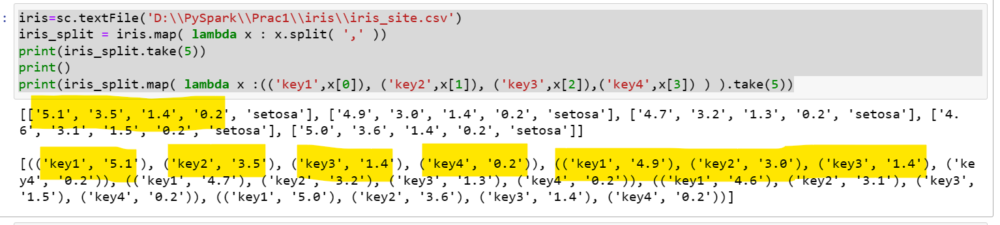 :
iris=sc.textFile('D:\\PySpark\\Prac1\\iris\\iris_site.csv')
iris_split = iris.map( lambda x : x.split( ',' ))
print(iris_split.take(5))
print()
print(iris_split.map( lambda x :(('key1',x[0]), ('key2',x[1]), ('key3',x[2]),('key4',x[3]) ) ).take(5))
[['5.1', '3.5', '1.4', '0.2', 'setosa'], ['4.9', '3.0', '1.4', '0.2', 'setosa'], ['4.7', '3.2', '1.3', '0.2', 'setosa'], ['4.
6', '3.1', '1.5', '0.2', 'setosa'], ['5.0', '3.6', '1.4', '0.2', 'setosa']]
[(('key1', '5.1'), ('key2', '3.5'), ('key3', '1.4'), ('key4', '0.2')), (('key1', '4.9'), ('key2', '3.0'), ('key3', '1.4'), ('ke
y4', '0.2')), (('key1', '4.7'), ('key2', '3.2'), ('key3', '1.3'), ('key4', '0.2')), (('key1', '4.6'), ('key2', '3.1'), ('key3',
'1.5'), ('key4', '0.2')), (('key1', '5.0'), ('key2', '3.6'), ('key3', '1.4'), ('key4', '0.2'))]